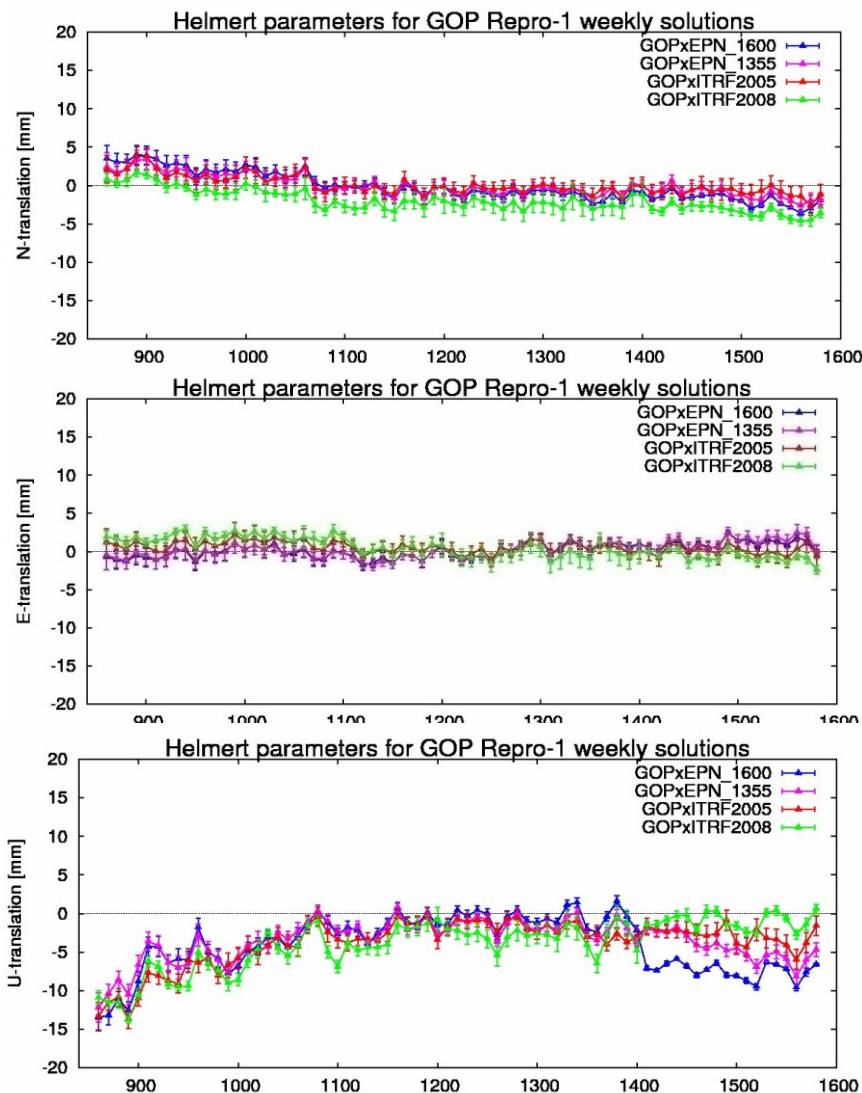 Helmert parameters for GOP Repro-1 weekly solutions
20
15
10
5
0
-5
-10
-15
-20
N-translation [mm]
GOPxEPN_1600
GOPxEPN_1355
GOPxITRF2005
GOPxITRF2008
900 1000 1100 1200 1300 1400 1500 1600
Helmert parameters for GOP Repro-1 weekly solutions
20
15
10
5
0
-5
-10
-15
-20
E-translation [mm]
GOPxEPN_1600
GOPxEPN_1355
GOPxITRF2005
GOPxITRF2008
900 1000 1100 1200 1300 1400 1500 1600
Helmert parameters for GOP Repro-1 weekly solutions
20
15
10
5
0
-5
-10
-15
-20
U-translation [mm]
GOPxEPN_1600
GOPxEPN_1355
GOPxITRF2005
GOPxITRF2008
900 1000 1100 1200 1300 1400 1500 1600